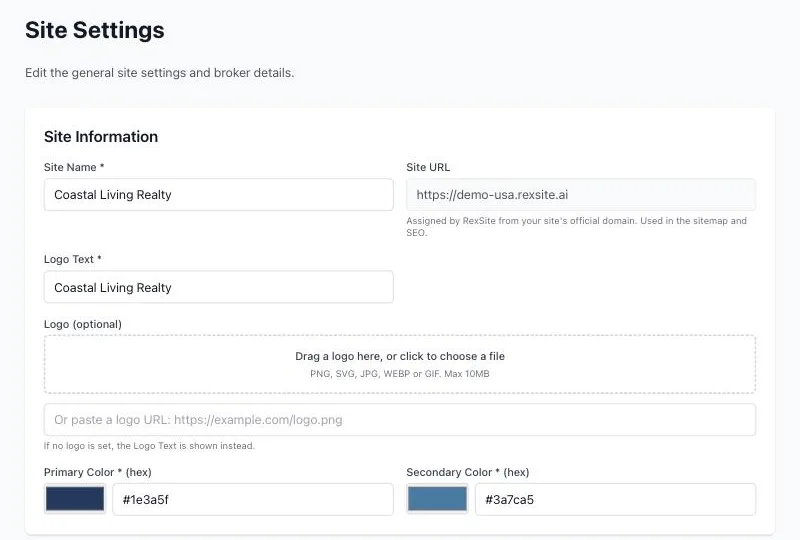 Site Settings
Edit the general site settings and broker details.
Site Information
Site Name *
Coastal Living Realty
Site URL
https://demo-usa.rexsite.ai
Assigned by RexSite from your site's official domain. Used in the sitemap and
SEO.
Logo Text *
Coastal Living Realty
Logo (optional)
Drag a logo here, or click to choose a file
PNG, SVG, JPG, WEBP or GIF. Max 10MB
Or paste a logo URL: https://example.com/logo.png
If no logo is set, the Logo Text is shown instead.
Primary Color * (hex)
#1e3a5f
Secondary Color * (hex)
#3a7ca5